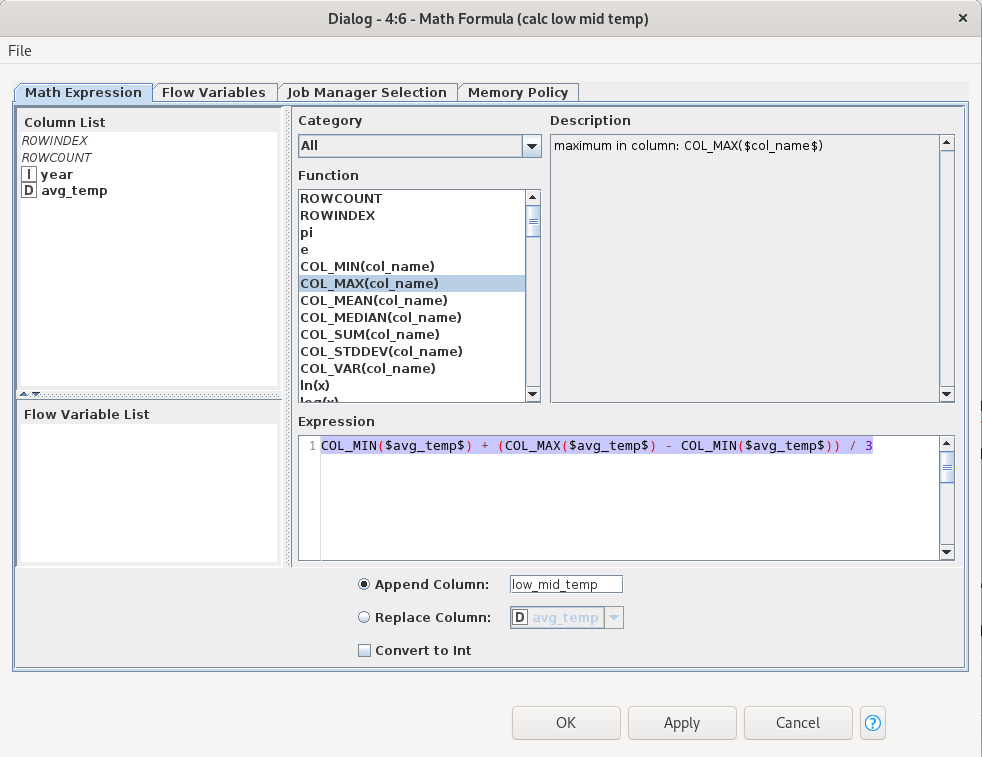 Dialog - 4:6 - Math Formula (calc low mid temp)
×
File
Math Expression
Flow Variables
Job Manager Selection
Memory Policy
Column List
ROWINDEX
ROWCOUNT
I year
D avg_temp
Flow Variable List
Category
All
Function
ROWCOUNT
ROWINDEX
pi
e
COL_MIN(col_name)
COL_MAX(col_name)
COL_MEAN(col_name)
COL_MEDIAN(col_name)
COL_SUM(col_name)
COL_STDDEV(col_name)
COL_VAR(col_name)
ln(x)
log(x)
Description
maximum in column: COL_MAX($col_name$)
Expression
1 COL_MIN($avg_temp$) + (COL_MAX($avg_temp$) - COL_MIN($avg_temp$)) / 3
Append Column: low_mid_temp
Replace Column: D avg_temp
Convert to Int
OK
Apply
Cancel
?